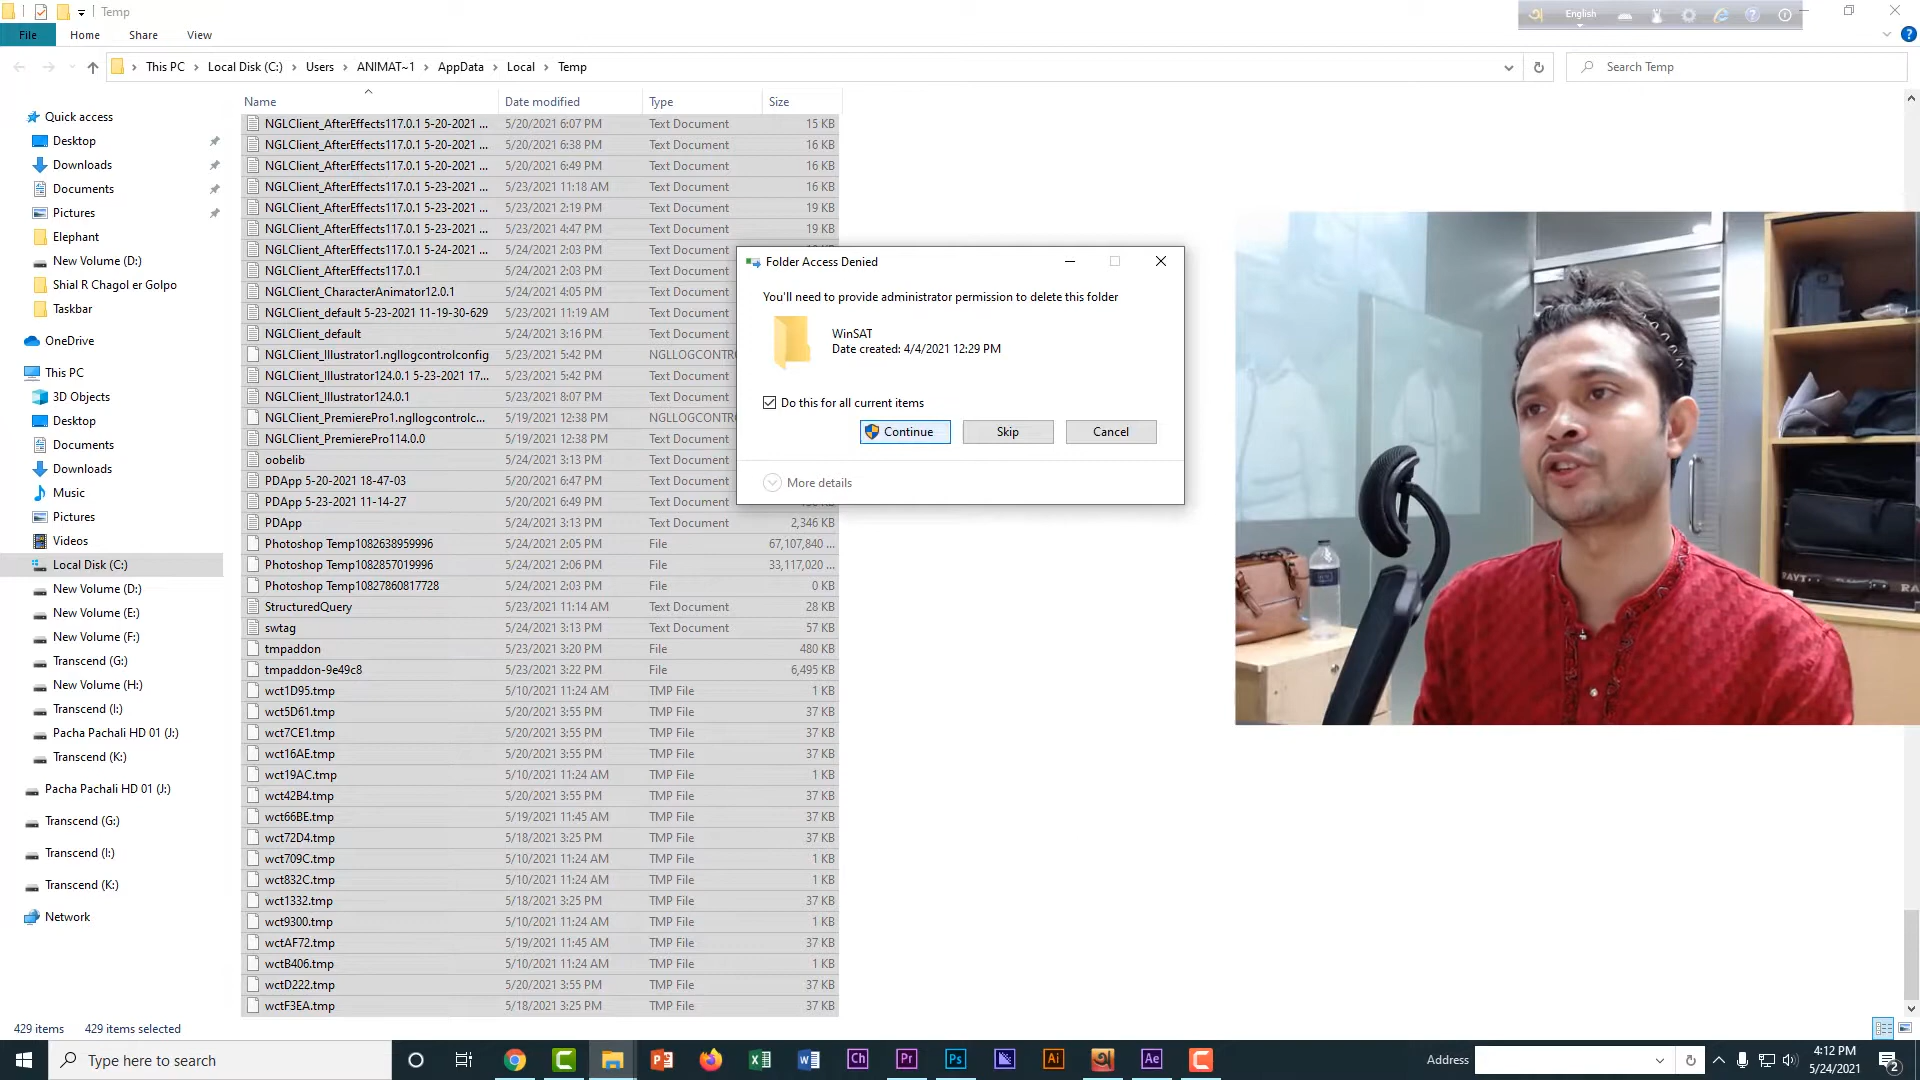 Temp
English
File Home Share View
This PC Local Disk (C:) Users ANIMAT~1 AppData Local Temp
Search Temp
Name Date modified Type Size
Quick access
Desktop
Downloads
Documents
Pictures
Elephant
New Volume (D:)
Shial R Chagol er Golpo
Taskbar
OneDrive
This PC
3D Objects
Desktop
Documents
Downloads
Music
Pictures
Videos
Local Disk (C:)
New Volume (D:)
New Volume (E:)
New Volume (F:)
Transcend (G:)
New Volume (H:)
Transcend (I:)
Pacha Pachali HD 01 (J:)
Transcend (K:)
Pacha Pachali HD 01 (J:)
Transcend (G:)
Transcend (I:)
Transcend (K:)
Network
NGLClient_AfterEffects117.0.1 5-20-2021 ... 5/20/2021 6:07 PM Text Document 15 KB
NGLClient_AfterEffects117.0.1 5-20-2021 ... 5/20/2021 6:38 PM Text Document 16 KB
NGLClient_AfterEffects117.0.1 5-20-2021 ... 5/20/2021 6:49 PM Text Document 16 KB
NGLClient_AfterEffects117.0.1 5-23-2021 ... 5/23/2021 11:18 AM Text Document 16 KB
NGLClient_AfterEffects117.0.1 5-23-2021 ... 5/23/2021 2:19 PM Text Document 19 KB
NGLClient_AfterEffects117.0.1 5-23-2021 ... 5/23/2021 4:47 PM Text Document 19 KB
NGLClient_AfterEffects117.0.1 5-24-2021 ... 5/24/2021 2:03 PM Text Document
NGLClient_AfterEffects117.0.1 5/24/2021 2:03 PM Text Document
NGLClient_CharacterAnimator12.0.1 5/24/2021 4:05 PM Text Document
NGLClient_default 5-23-2021 11-19-30-629 5/23/2021 11:19 AM Text Document
NGLClient_default 5/24/2021 3:16 PM Text Document
NGLClient_Illustrator1.ngllogcontrolconfig 5/23/2021 5:42 PM NGLLOGCONTRO
NGLClient_Illustrator124.0.1 5-23-2021 17... 5/23/2021 5:42 PM Text Document
NGLClient_Illustrator124.0.1 5/23/2021 8:07 PM Text Document
NGLClient_PremierePro1.ngllogcontrolc... 5/19/2021 12:38 PM NGLLOGCONTRO
NGLClient_PremierePro114.0.0 5/19/2021 12:38 PM Text Document
oobelib 5/24/2021 3:13 PM Text Document
PDApp 5-20-2021 18-47-03 5/20/2021 6:47 PM Text Document
PDApp 5-23-2021 11-14-27 5/20/2021 6:49 PM Text Document
PDApp 5/24/2021 3:13 PM Text Document 2,346 KB
Photoshop Temp1082638959996 5/24/2021 2:05 PM File 67,107,840 ...
Photoshop Temp1082857019996 5/24/2021 2:06 PM File 33,117,020 ...
Photoshop Temp10827860817728 5/24/2021 2:03 PM File 0 KB
StructuredQuery 5/23/2021 11:14 AM Text Document 28 KB
swtag 5/24/2021 3:13 PM Text Document 57 KB
tmpaddon 5/23/2021 3:20 PM File 480 KB
tmpaddon-9e49c8 5/23/2021 3:22 PM File 6,495 KB
wct1D95.tmp 5/10/2021 11:24 AM TMP File 1 KB
wct5D61.tmp 5/20/2021 3:55 PM TMP File 37 KB
wct7CE1.tmp 5/20/2021 3:55 PM TMP File 37 KB
wct16AE.tmp 5/20/2021 3:55 PM TMP File 37 KB
wct19AC.tmp 5/10/2021 11:24 AM TMP File 1 KB
wct42B4.tmp 5/20/2021 3:55 PM TMP File 37 KB
wct66BE.tmp 5/19/2021 11:45 AM TMP File 37 KB
wct72D4.tmp 5/18/2021 3:25 PM TMP File 37 KB
wct709C.tmp 5/10/2021 11:24 AM TMP File 1 KB
wct832C.tmp 5/10/2021 11:24 AM TMP File 1 KB
wct1332.tmp 5/18/2021 3:25 PM TMP File 37 KB
wct9300.tmp 5/10/2021 11:24 AM TMP File 1 KB
wctAF72.tmp 5/19/2021 11:45 AM TMP File 37 KB
wctB406.tmp 5/10/2021 11:24 AM TMP File 1 KB
wctD222.tmp 5/20/2021 3:55 PM TMP File 37 KB
wctF3EA.tmp 5/18/2021 3:25 PM TMP File 37 KB
Folder Access Denied
You'll need to provide administrator permission to delete this folder
WinSAT
Date created: 4/4/2021 12:29 PM
Do this for all current items
Continue Skip Cancel
More details
429 items 429 items selected
Type here to search
Ch Pr Ps Ai Ae
Address
4:12 PM
5/24/2021
2